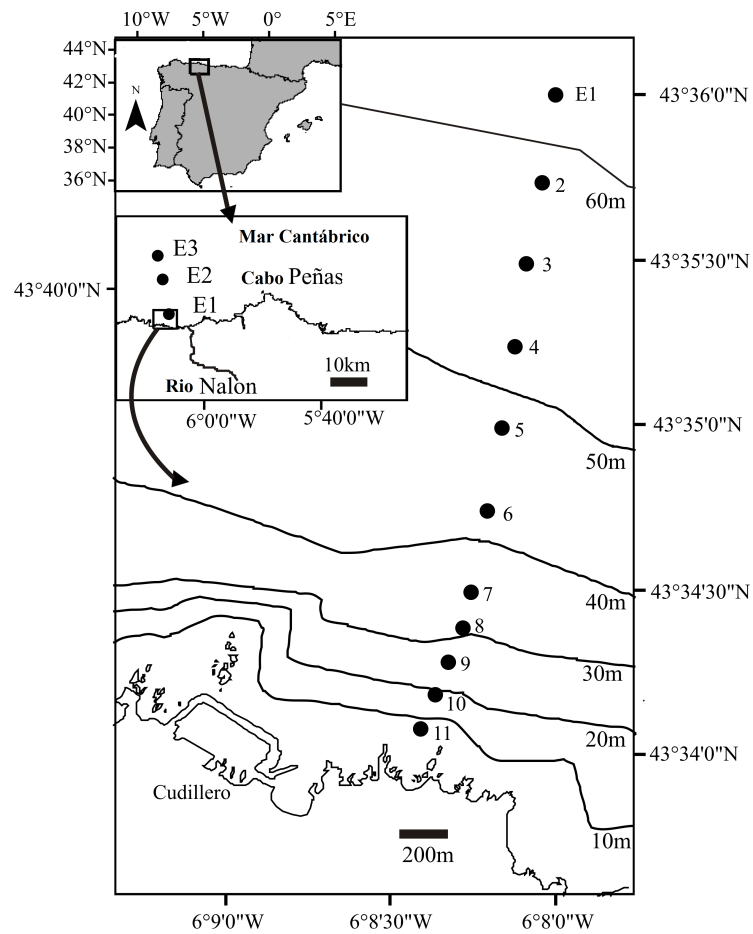 10°W 5°W 0° 5°E
44°N
42°N
40°N
38°N
36°N
N
E1
43°36'0"N
2
60m
Mar Cantábrico
E3
E2
Cabo Peñas
E1
43°40'0"N
10km
Rio Nalon
6°0'0"W 5°40'0"W
3
43°35'30"N
4
5
43°35'0"N
50m
6
7
43°34'30"N
40m
8
9
30m
10
11
20m
43°34'0"N
Cudillero
10m
200m
6°9'0"W 6°8'30"W 6°8'0"W